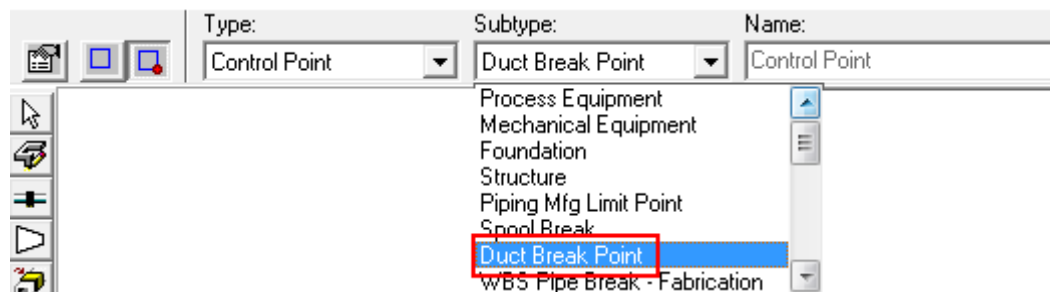 Type: Subtype: Name:
Control Point Duct Break Point Control Point
Process Equipment
Mechanical Equipment
Foundation
Structure
Piping Mfg Limit Point
Spool Break
Duct Break Point
WBS Pipe Break - Fabrication